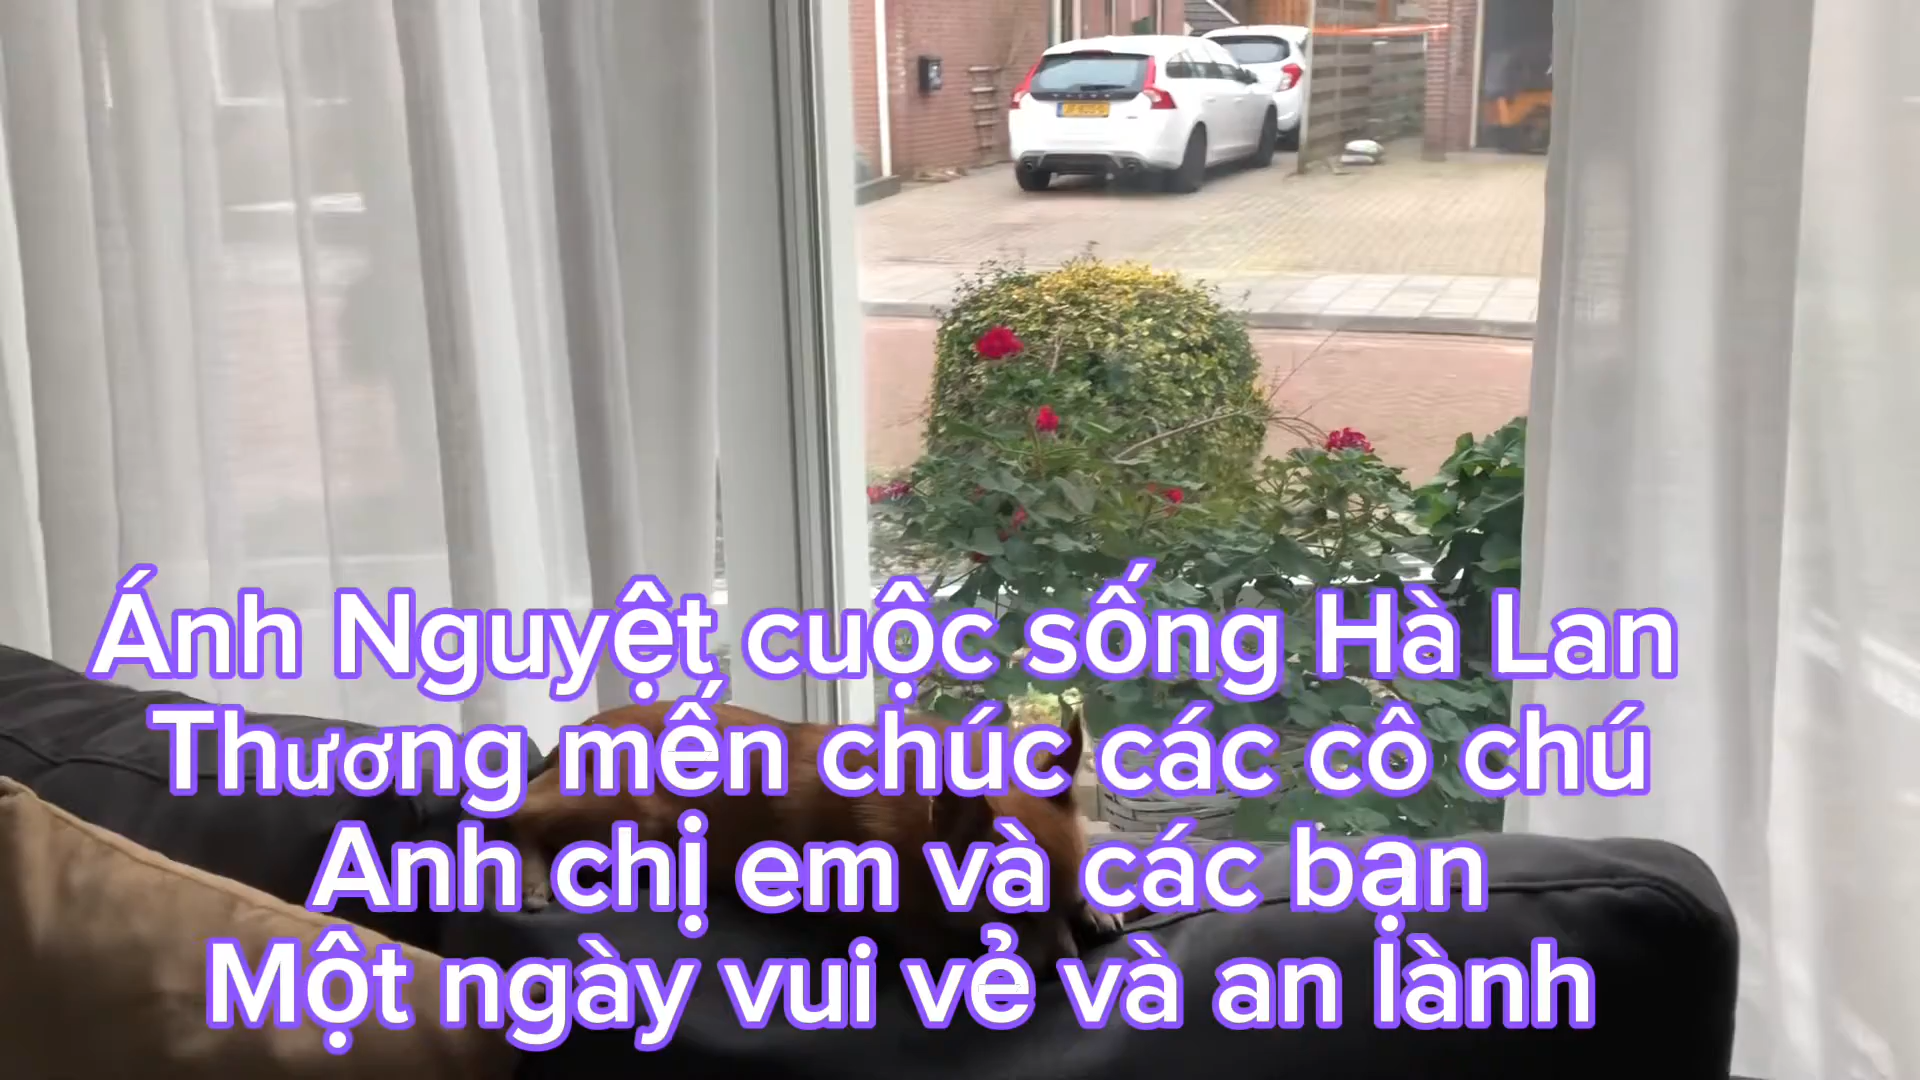 Ánh Nguyệt cuộc sống Hà Lan
Thương mến chúc các cô chú
Anh chị em và các bạn
Một ngày vui vẻ và an lành